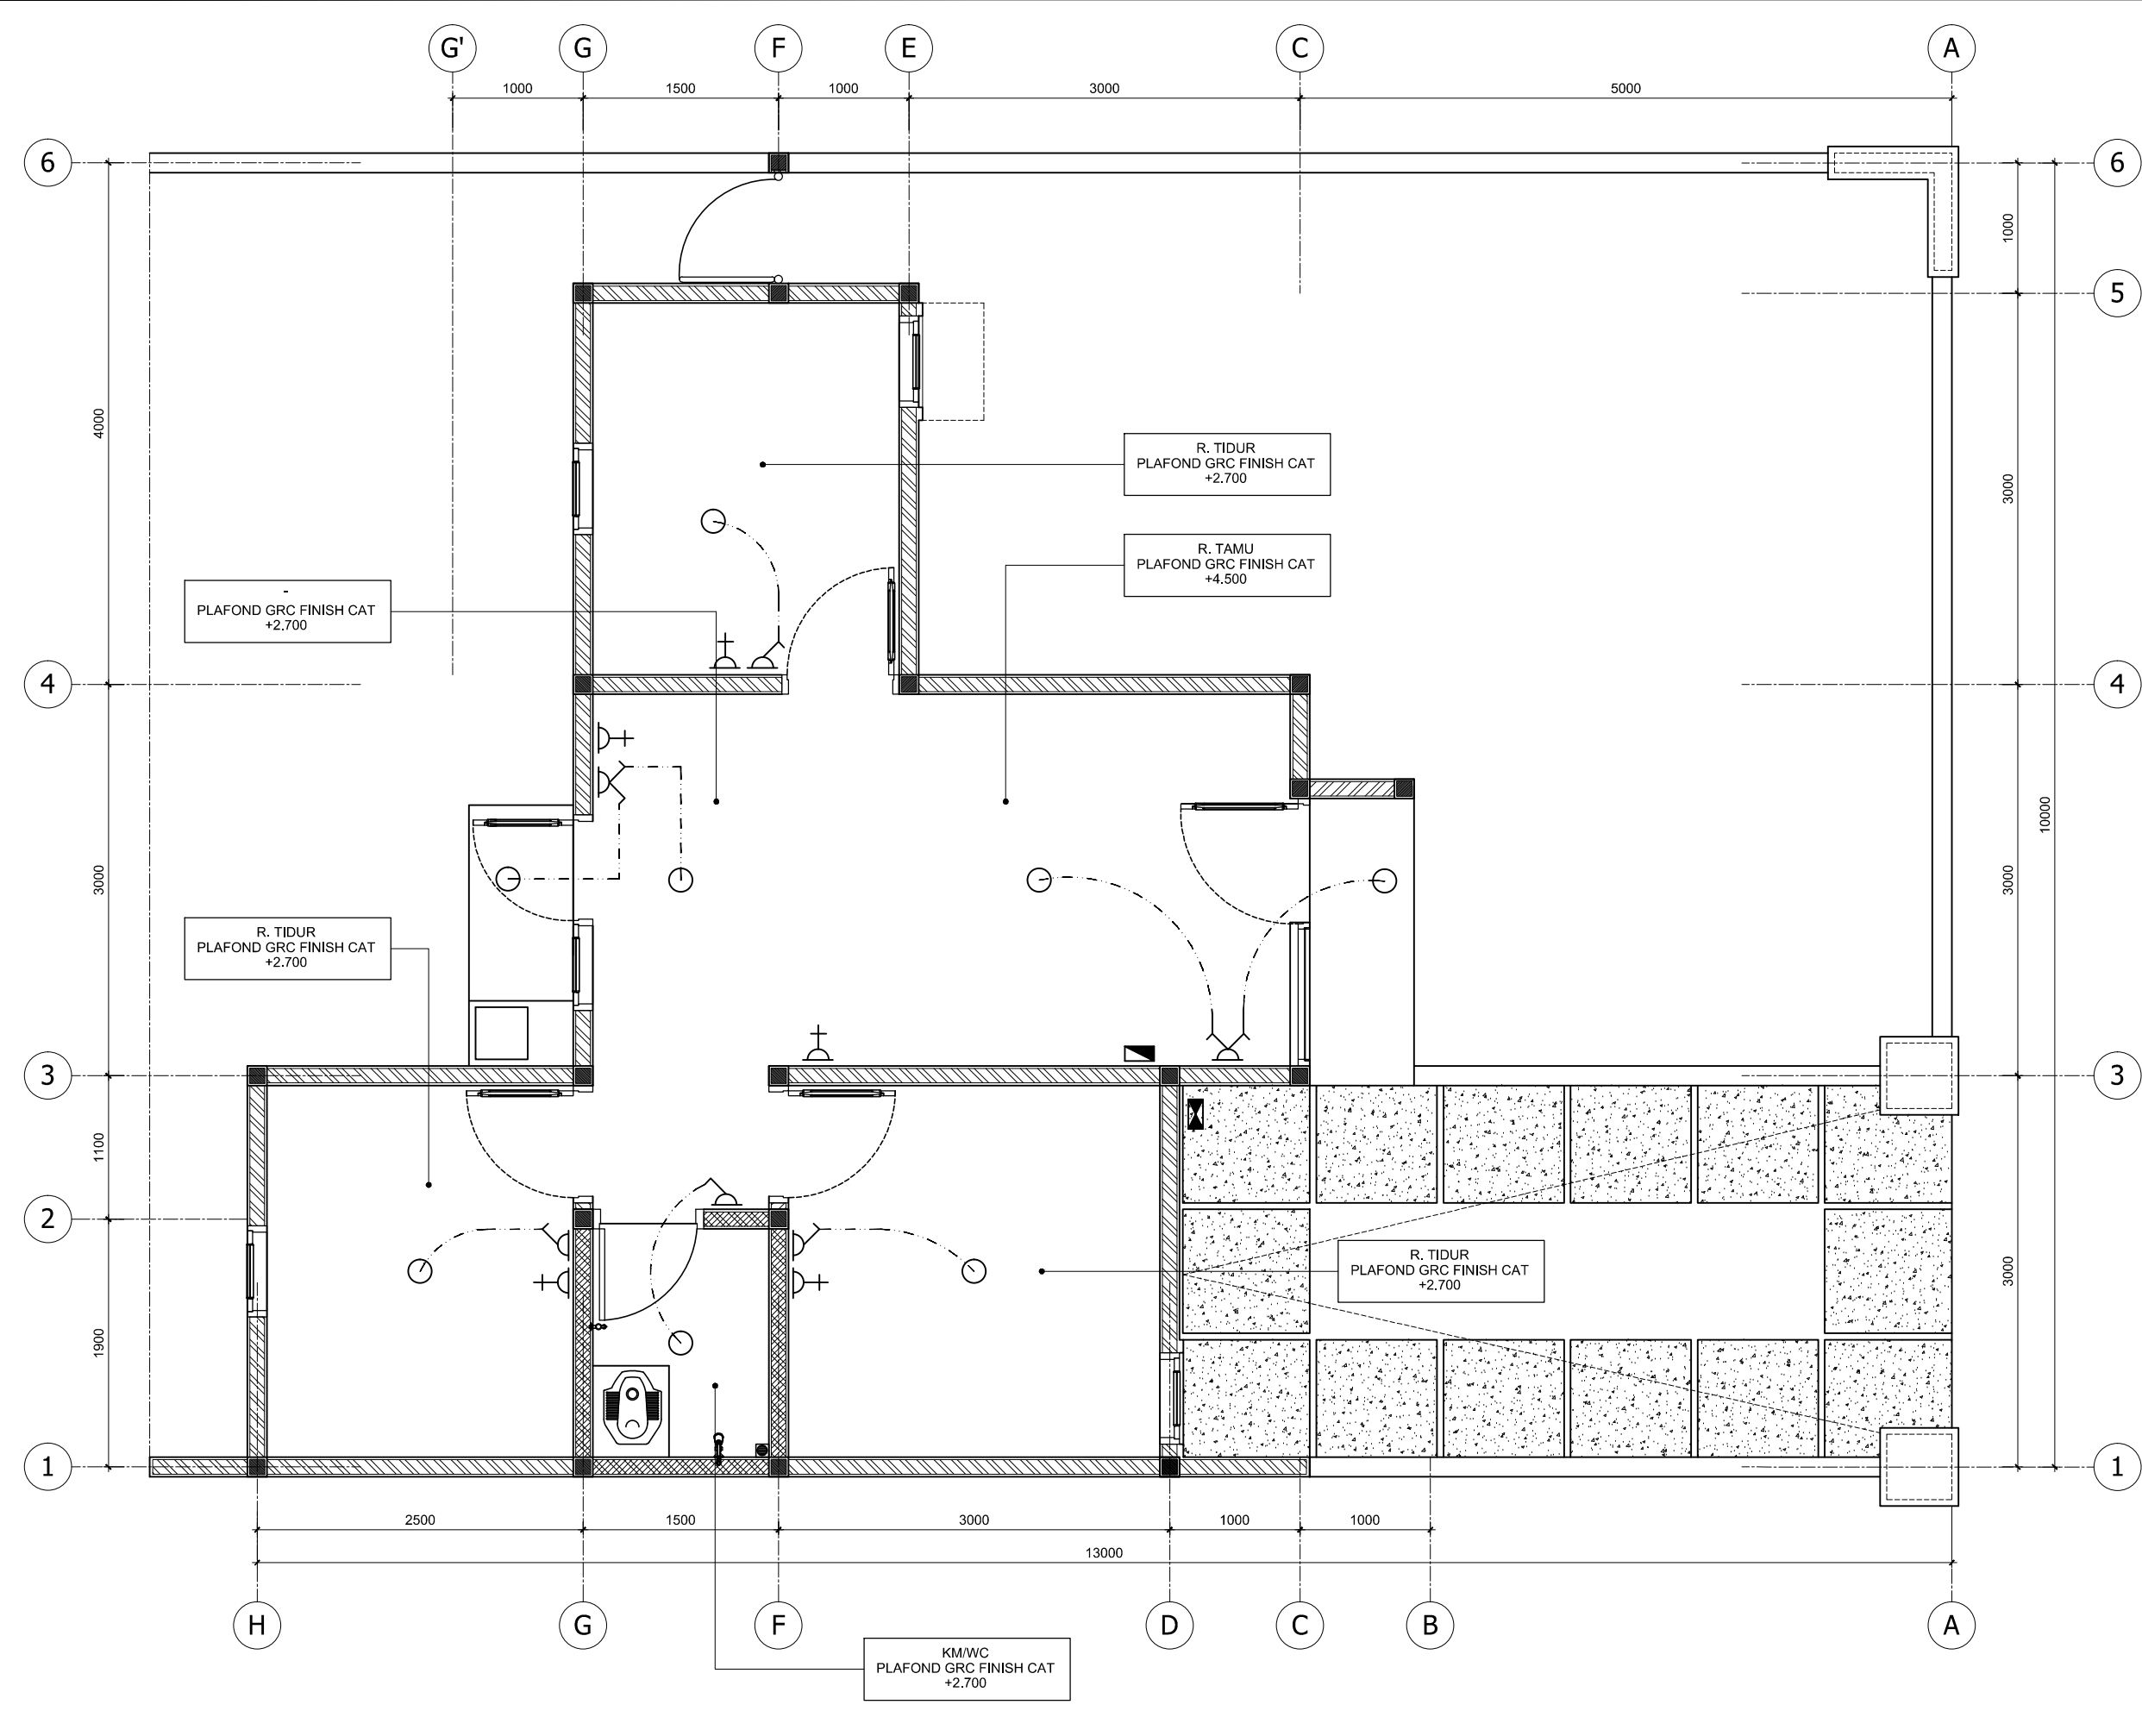 G' G F E C A
1000 1500 1000 3000 5000
6 6
1000
5
4000
3000
R. TIDUR
PLAFOND GRC FINISH CAT
+2.700
R. TAMU
PLAFOND GRC FINISH CAT
+4.500
-
PLAFOND GRC FINISH CAT
+2.700
4 4
3000
3000
10000
R. TIDUR
PLAFOND GRC FINISH CAT
+2.700
3 3
1100
2
R. TIDUR
PLAFOND GRC FINISH CAT
+2.700
3000
1900
1 1
2500 1500 3000 1000 1000
13000
H G F D C B A
KM/WC
PLAFOND GRC FINISH CAT
+2.700